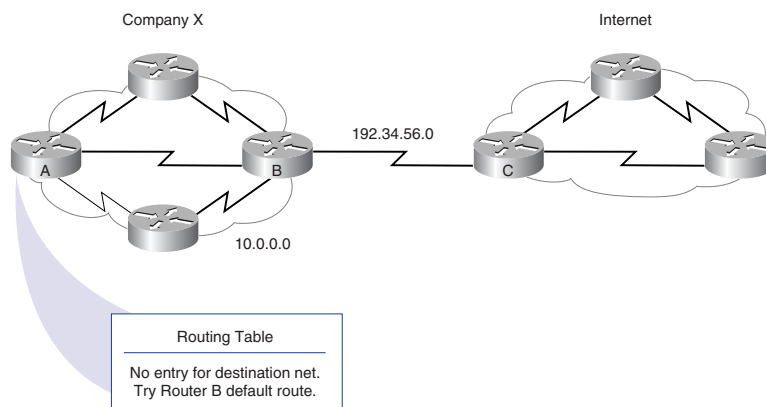 Company X
Internet
192.34.56.0
A
B
C
10.0.0.0
Routing Table
No entry for destination net.
Try Router B default route.